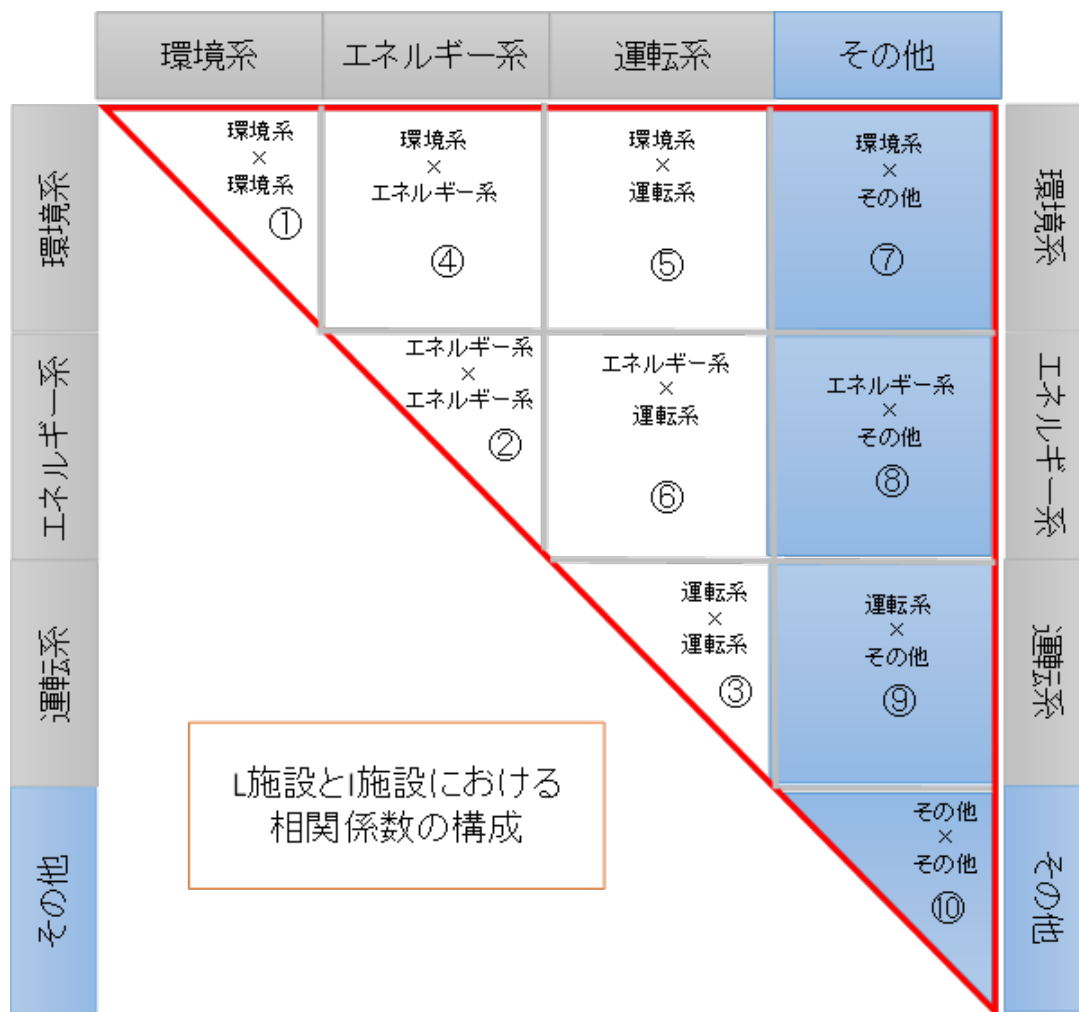 環境系
エネルギー系
運転系
その他
環境系
環境系
×
環境系
①
環境系
×
エネルギー系
④
環境系
×
運転系
⑤
環境系
×
その他
⑦
環境系
エネルギー系
エネルギー系
×
エネルギー系
②
エネルギー系
×
運転系
⑥
エネルギー系
×
その他
⑧
エネルギー系
運転系
運転系
×
運転系
③
運転系
×
その他
⑨
運転系
L施設とI施設における
相関係数の構成
その他
その他
×
その他
⑩
その他